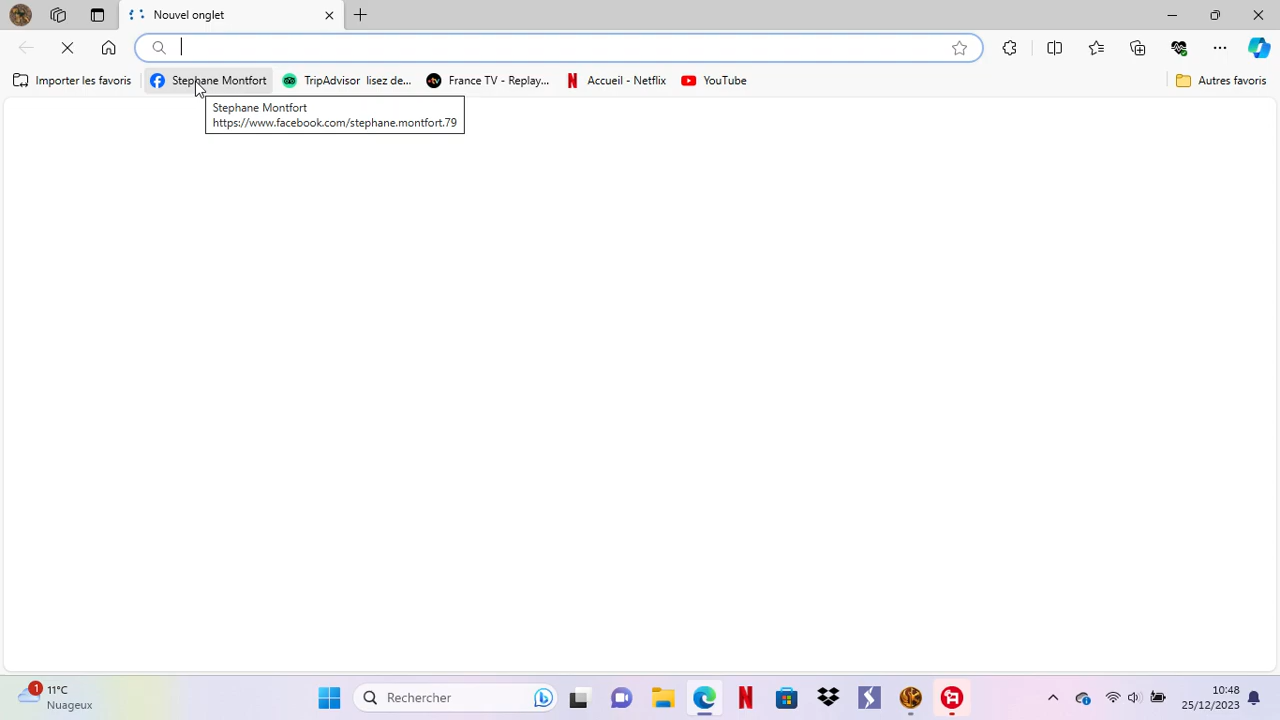 Nouvel onglet
Importer les favoris
Stephane Montfort
TripAdvisor lisez de...
France TV - Replay,...
Accueil - Netflix
YouTube
Autres favoris
Stephane Montfort
https://www.facebook.com/stephane.montfort.79
1
11°C
Nuageux
Rechercher
10:48
25/12/2023